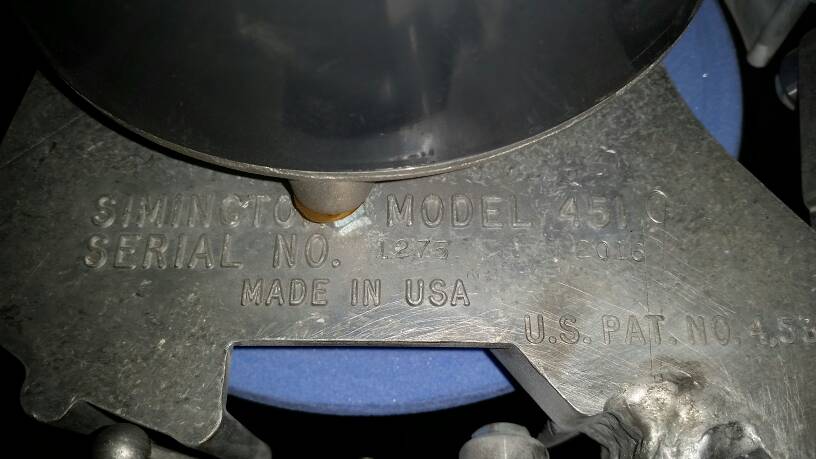 SIMINGTON MODEL 451 C
SERIAL NO. 1275 2016
MADE IN USA
U.S. PAT. NO.